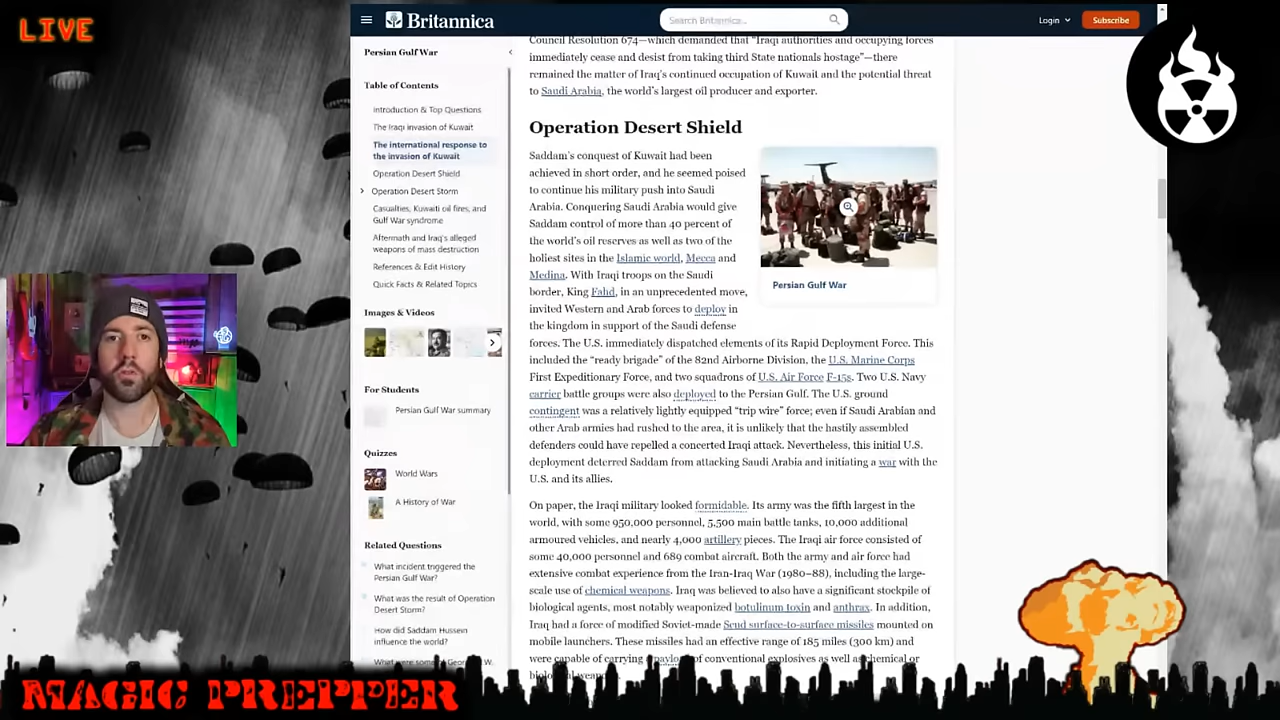 LIVE
Britannica
Search Britannica...
Login
Subscribe
Persian Gulf War
Table of Contents
Introduction & Top Questions
The Iraqi invasion of Kuwait
The international response to
the invasion of Kuwait
Operation Desert Shield
Operation Desert Storm
Casualties, Kuwaiti oil fires, and
Gulf War syndrome
Aftermath and Iraq's alleged
weapons of mass destruction
References & Edit History
Quick Facts & Related Topics
Images & Videos
For Students
Persian Gulf War summary
Quizzes
World Wars
A History of War
Related Questions
What incident triggered the
Persian Gulf War?
What was the result of Operation
Desert Storm?
How did Saddam Hussein
influence the world?
Council Resolution 674—which demanded that “Iraqi authorities and occupying forces
immediately cease and desist from taking third State nationals hostage”—there
remained the matter of Iraq's continued occupation of Kuwait and the potential threat
to Saudi Arabia, the world's largest oil producer and exporter.
Operation Desert Shield
Saddam's conquest of Kuwait had been
achieved in short order, and he seemed poised
to continue his military push into Saudi
Arabia. Conquering Saudi Arabia would give
Saddam control of more than 40 percent of
the world's oil reserves as well as two of the
holiest sites in the Islamic world, Mecca and
Medina. With Iraqi troops on the Saudi
border, King Fahd, in an unprecedented move,
invited Western and Arab forces to deploy in
the kingdom in support of the Saudi defense
forces. The U.S. immediately dispatched elements of its Rapid Deployment Force. This
included the “ready brigade” of the 82nd Airborne Division, the U.S. Marine Corps
First Expeditionary Force, and two squadrons of U.S. Air Force F-15s. Two U.S. Navy
carrier battle groups were also deployed to the Persian Gulf. The U.S. ground
contingent was a relatively lightly equipped “trip wire” force; even if Saudi Arabian and
other Arab armies had rushed to the area, it is unlikely that the hastily assembled
defenders could have repelled a concerted Iraqi attack. Nevertheless, this initial U.S.
deployment deterred Saddam from attacking Saudi Arabia and initiating a war with the
U.S. and its allies.
Persian Gulf War
On paper, the Iraqi military looked formidable. Its army was the fifth largest in the
world, with some 950,000 personnel, 5,500 main battle tanks, 10,000 additional
armoured vehicles, and nearly 4,000 artillery pieces. The Iraqi air force consisted of
some 40,000 personnel and 689 combat aircraft. Both the army and air force had
extensive combat experience from the Iran-Iraq War (1980–88), including the large-
scale use of chemical weapons. Iraq was believed to also have a significant stockpile of
biological agents, most notably weaponized botulinum toxin and anthrax. In addition,
Iraq had a force of modified Soviet-made Scud surface-to-surface missiles mounted on
mobile launchers. These missiles had an effective range of 185 miles (300 km) and
were capable of carrying a payload of conventional explosives as well as chemical or
MAGIC PREPPER